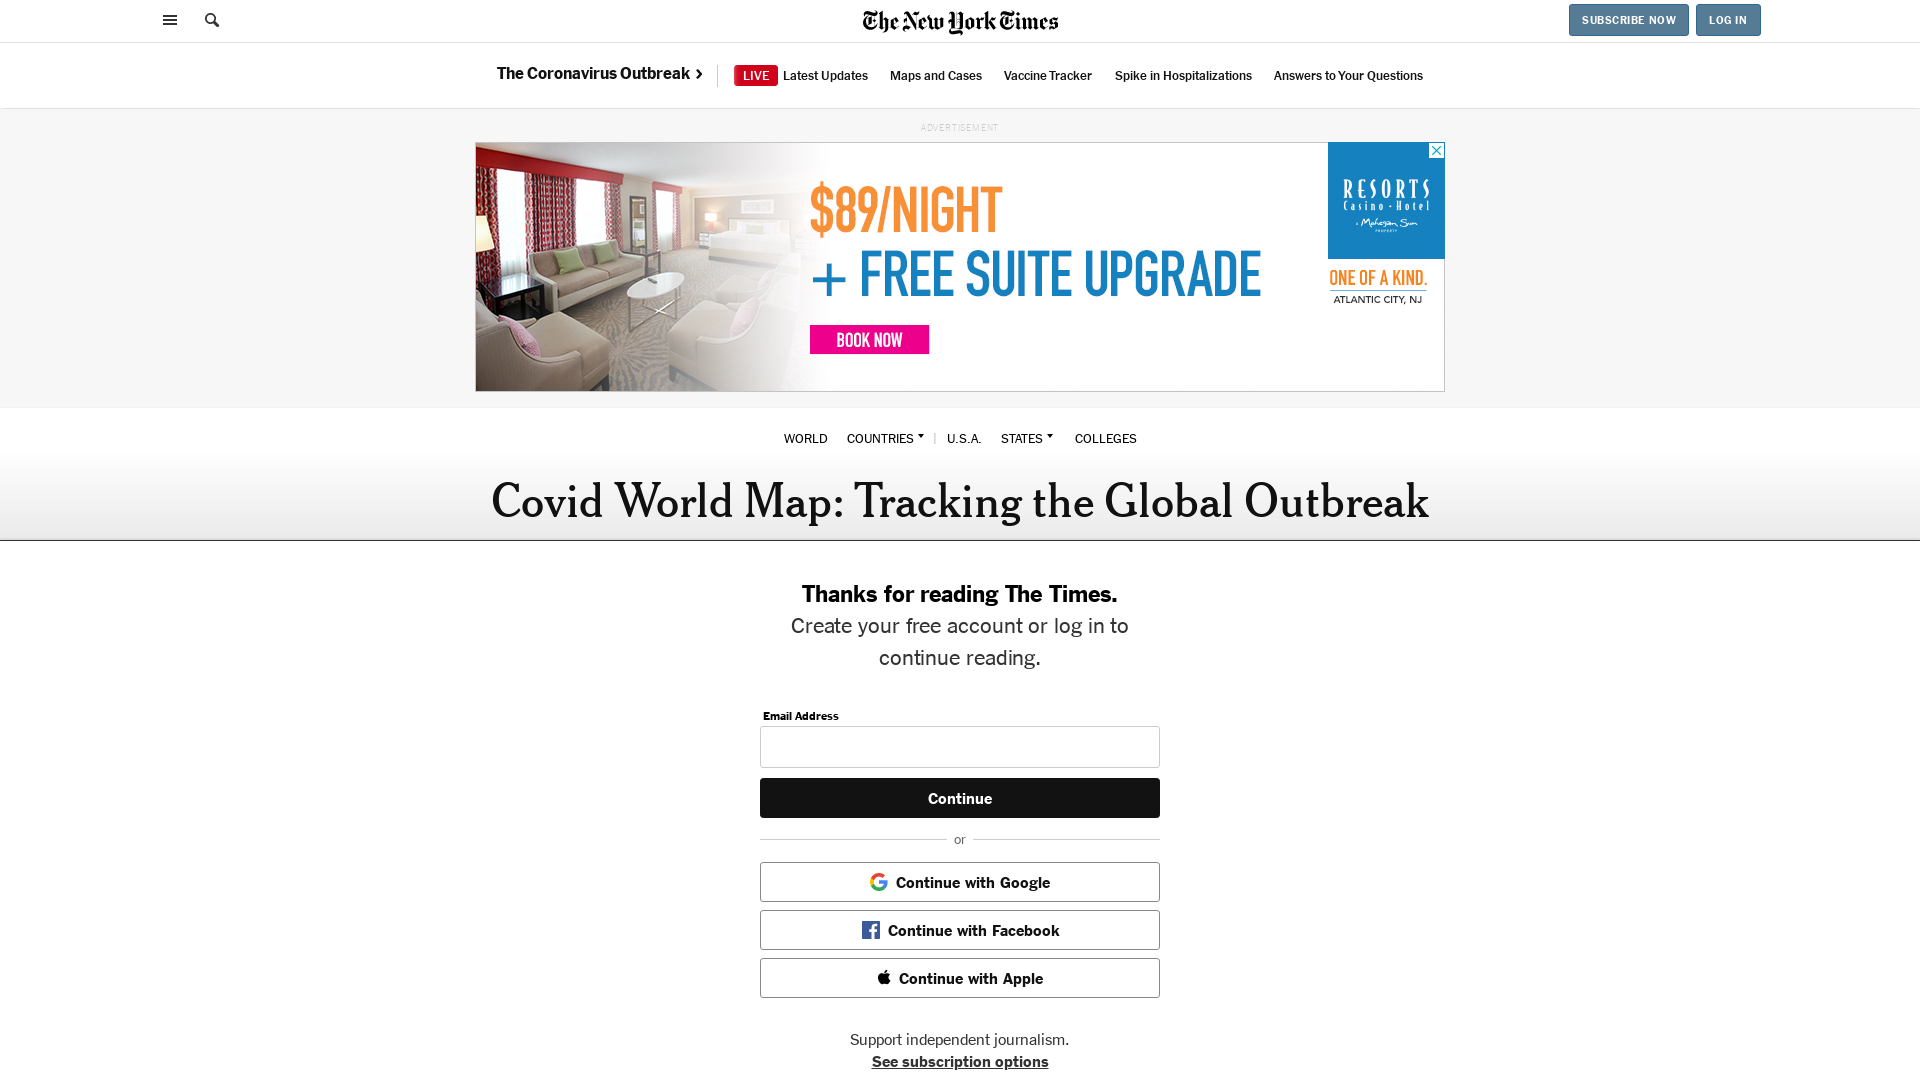 The New York Times
SUBSCRIBE NOW
LOG IN
The Coronavirus Outbreak
LIVE Latest Updates
Maps and Cases
Vaccine Tracker
Spike in Hospitalizations
Answers to Your Questions
ADVERTISEMENT
$89/NIGHT
+ FREE SUITE UPGRADE
BOOK NOW
RESORTS
Casino • Hotel
a Mohegan Sun
PROPERTY
ONE OF A KIND.
ATLANTIC CITY, NJ
WORLD
COUNTRIES
U.S.A.
STATES
COLLEGES
Covid World Map: Tracking the Global Outbreak
Thanks for reading The Times.
Create your free account or log in to
continue reading.
Email Address
Continue
or
Continue with Google
Continue with Facebook
Continue with Apple
Support independent journalism.
See subscription options